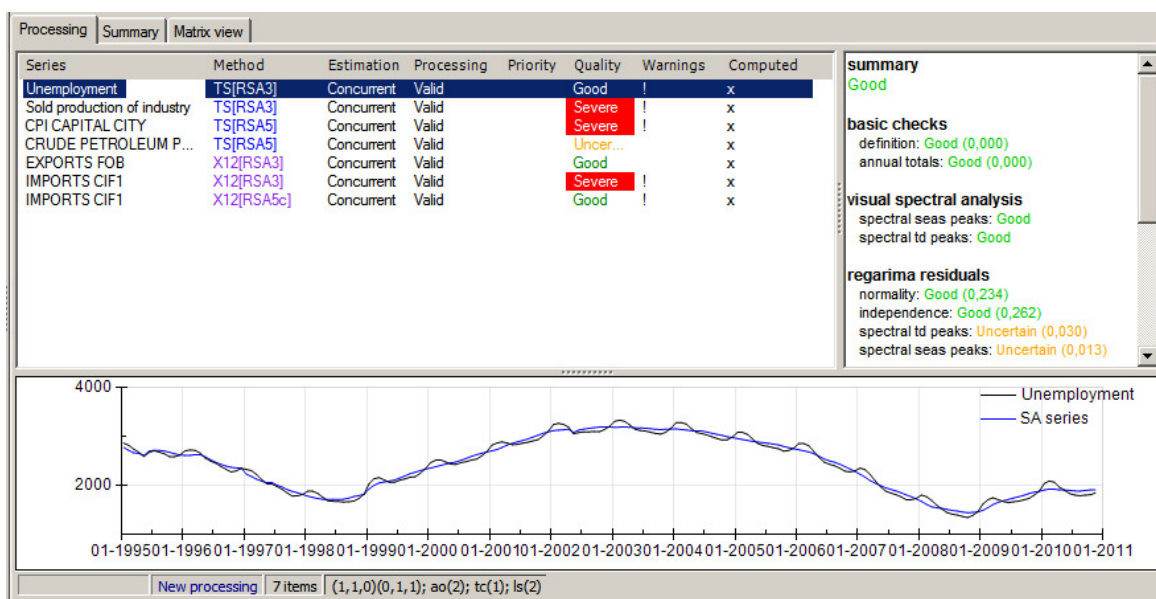 Processing Summary Matrix view
Series Method Estimation Processing Priority Quality Warnings Computed
Unemployment TS[RSA3] Concurrent Valid Good ! x
Sold production of industry TS[RSA3] Concurrent Valid Severe ! x
CPI CAPITAL CITY TS[RSA5] Concurrent Valid Severe ! x
CRUDE PETROLEUM P... TS[RSA5] Concurrent Valid Uncer... x
EXPORTS FOB X12[RSA3] Concurrent Valid Good x
IMPORTS CIF1 X12[RSA3] Concurrent Valid Severe ! x
IMPORTS CIF1 X12[RSA5c] Concurrent Valid Good ! x
summary
Good
basic checks
definition: Good (0,000)
annual totals: Good (0,000)
visual spectral analysis
spectral seas peaks: Good
spectral td peaks: Good
regarima residuals
normality: Good (0,234)
independence: Good (0,262)
spectral td peaks: Uncertain (0,030)
spectral seas peaks: Uncertain (0,013)
4000
2000
Unemployment
SA series
01-1995 01-1996 01-1997 01-1998 01-1999 01-2000 01-2001 01-2002 01-2003 01-2004 01-2005 01-2006 01-2007 01-2008 01-2009 01-2010 01-2011
New processing 7 items (1,1,0)(0,1,1); ao(2); tc(1); ls(2)